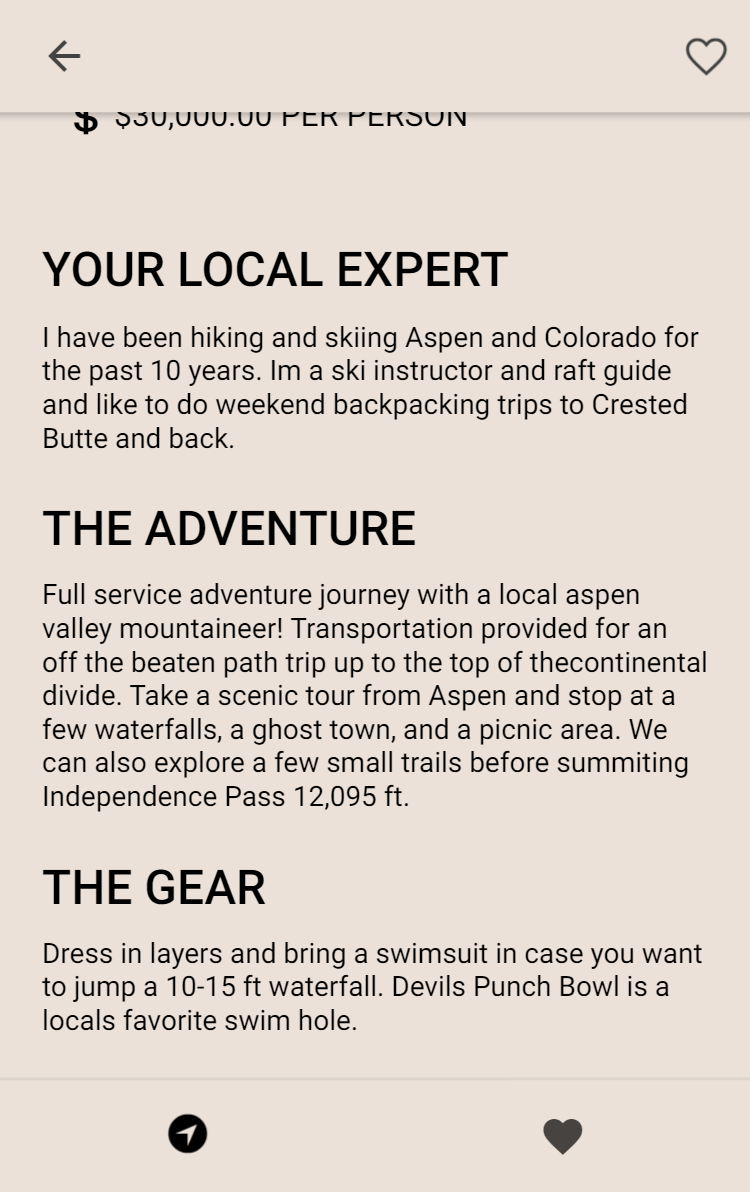 $ $30,000.00 PER PERSON
YOUR LOCAL EXPERT
I have been hiking and skiing Aspen and Colorado for
the past 10 years. Im a ski instructor and raft guide
and like to do weekend backpacking trips to Crested
Butte and back.
THE ADVENTURE
Full service adventure journey with a local aspen
valley mountaineer! Transportation provided for an
off the beaten path trip up to the top of thecontinental
divide. Take a scenic tour from Aspen and stop at a
few waterfalls, a ghost town, and a picnic area. We
can also explore a few small trails before summiting
Independence Pass 12,095 ft.
THE GEAR
Dress in layers and bring a swimsuit in case you want
to jump a 10-15 ft waterfall. Devils Punch Bowl is a
locals favorite swim hole.